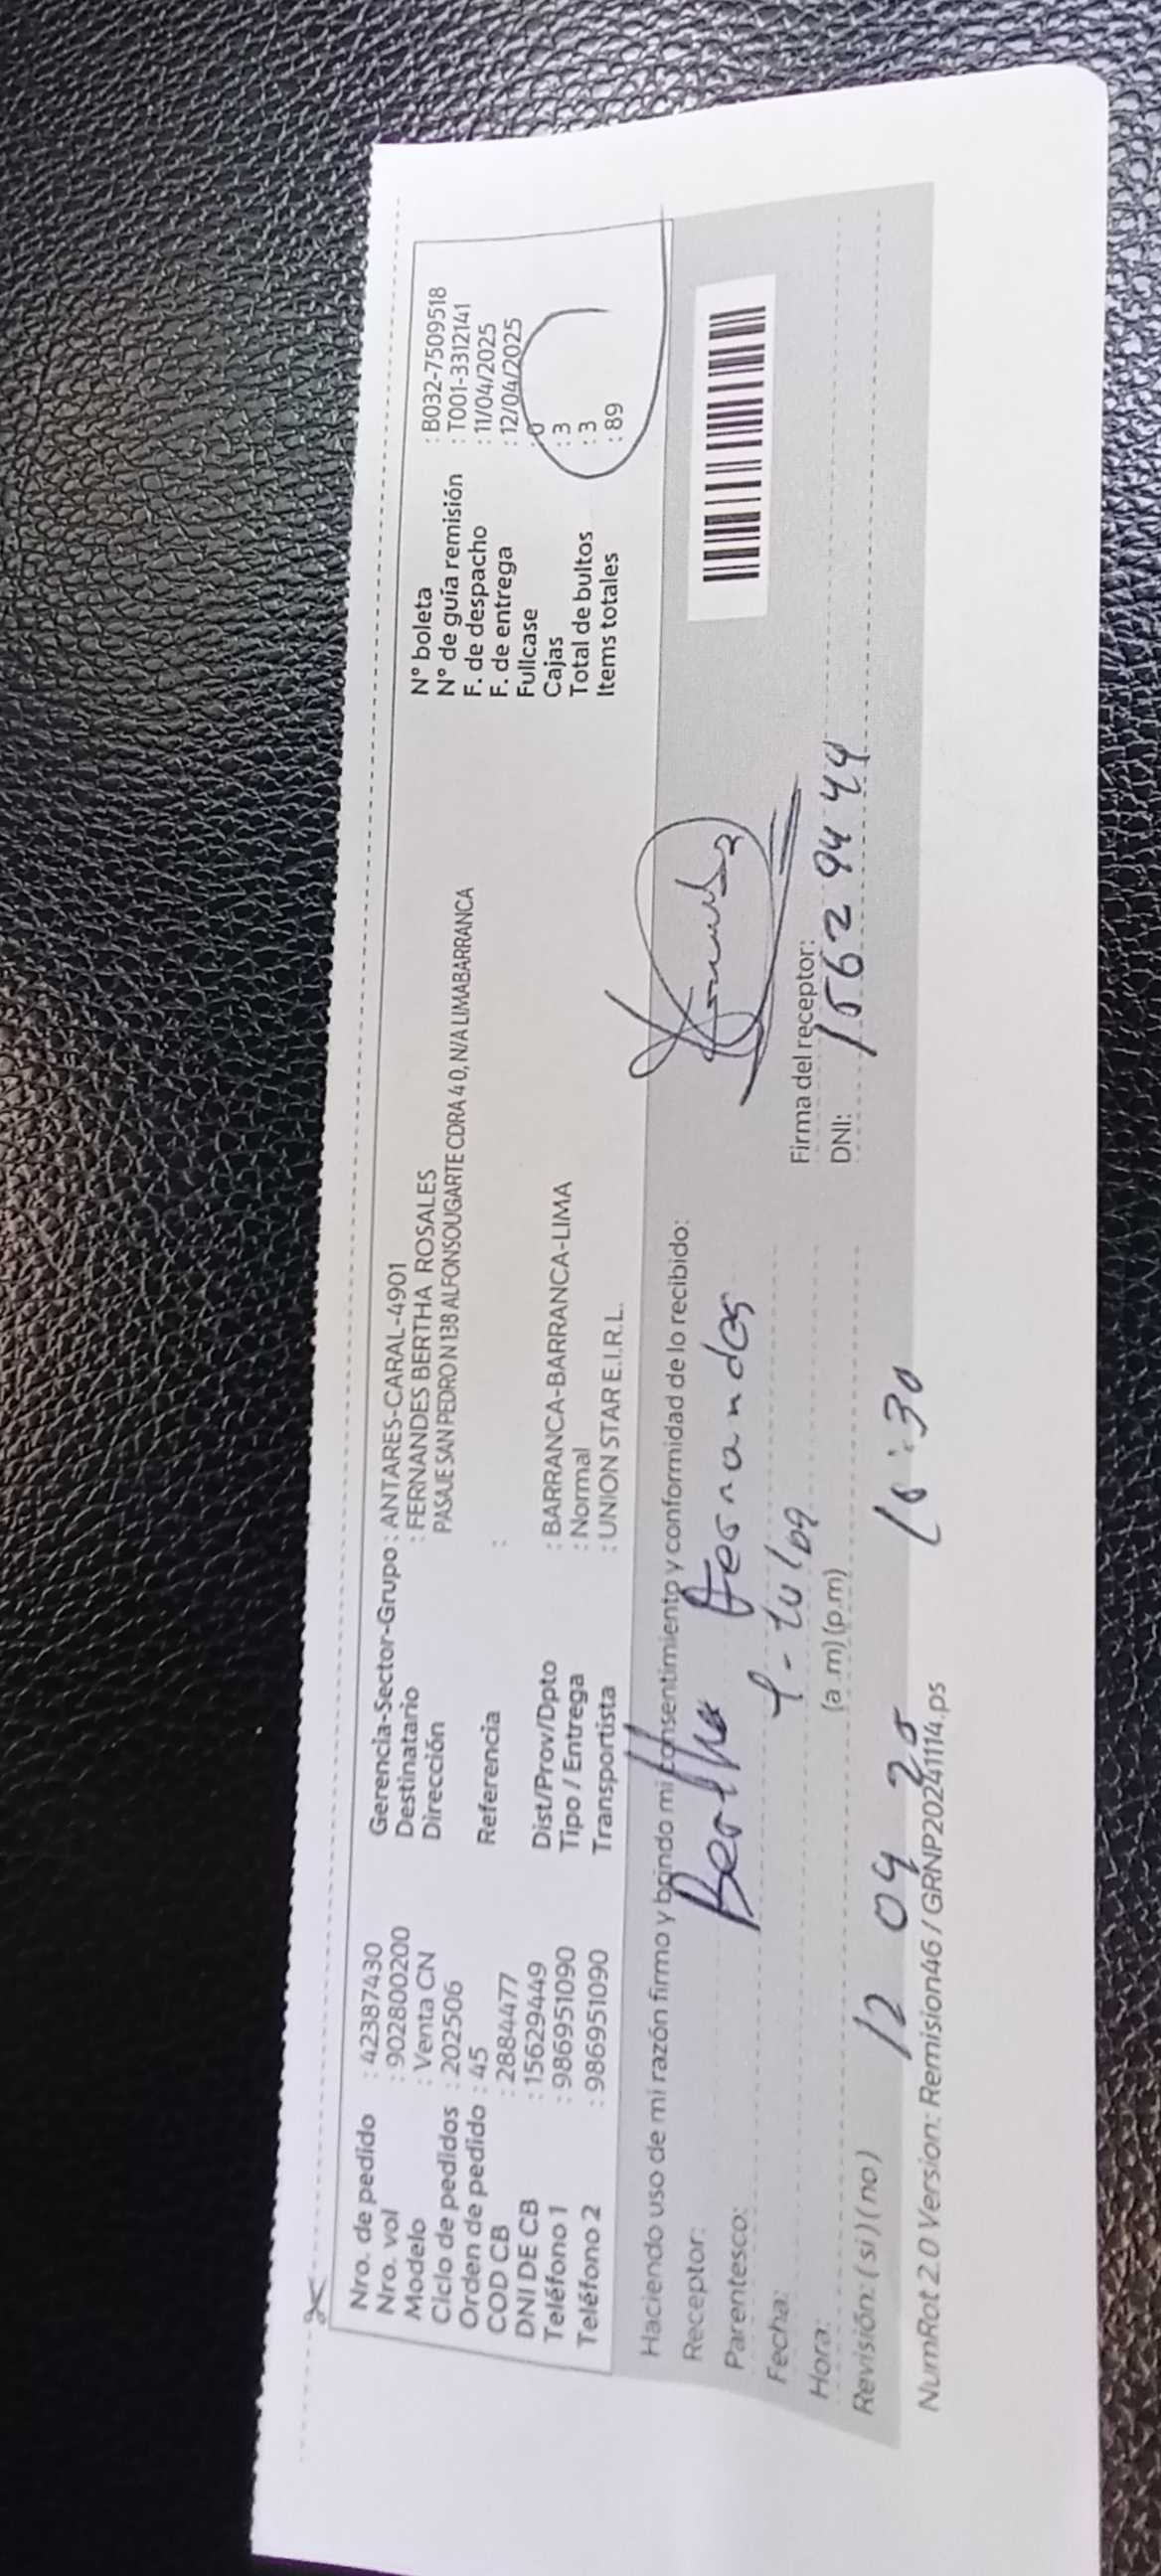 Nro. de pedido : 42387430
Nro. vol : 902800200
Modelo : Venta CN
Ciclo de pedidos : 202506
Orden de pedido : 45
COD CB : 2884477
DNI DE CB : 15629449
Teléfono 1 : 986951090
Teléfono 2 : 986951090
Gerencia-Sector-Grupo : ANTARES-CARAL-4901
Destinatario : FERNANDES BERTHA ROSALES
Dirección PASAJE SAN PEDRO N 138 ALFONSOUGARTE CDRA 4 0, N/A LIMABARRANCA
Referencia :
Dist/Prov/Dpto : BARRANCA-BARRANCA-LIMA
Tipo / Entrega : Normal
Transportista : UNION STAR E.I.R.L.
N° boleta : B032-7509518
N° de guía remisión : T001-3312141
F. de despacho : 11/04/2025
F. de entrega : 12/04/2025
Fullcase : 0
Cajas : 3
Total de bultos : 3
Items totales : 89
Haciendo uso de mi razón firmo y brindo mi consentimiento y conformidad de lo recibido:
Receptor: Bertha Fernandes
Parentesco:
Fecha: 12 04 25
Hora: (a .m) (p.m)
Revisión: ( si ) ( no )
Firma del receptor:
DNI: 15629449
NumRot 2.0 Version: Remision46 / GRNP20241114.ps